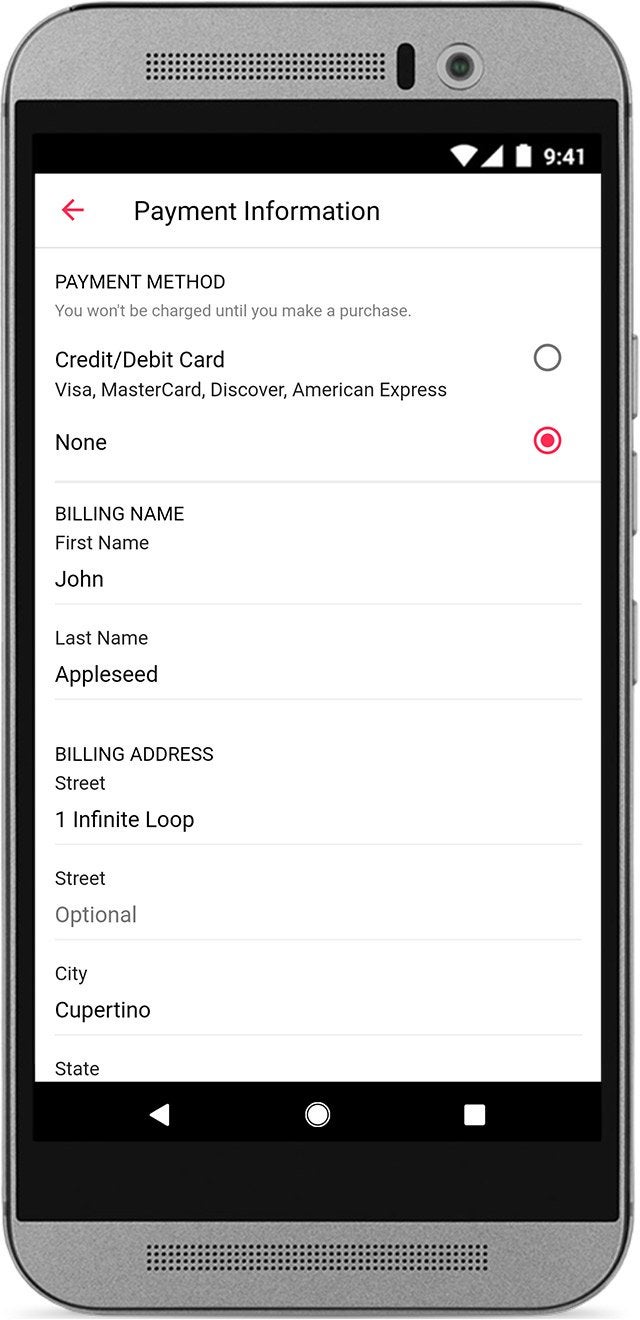 9:41
Payment Information
PAYMENT METHOD
You won't be charged until you make a purchase.
Credit/Debit Card
Visa, MasterCard, Discover, American Express
None
BILLING NAME
First Name
John
Last Name
Appleseed
BILLING ADDRESS
Street
1 Infinite Loop
Street
Optional
City
Cupertino
State